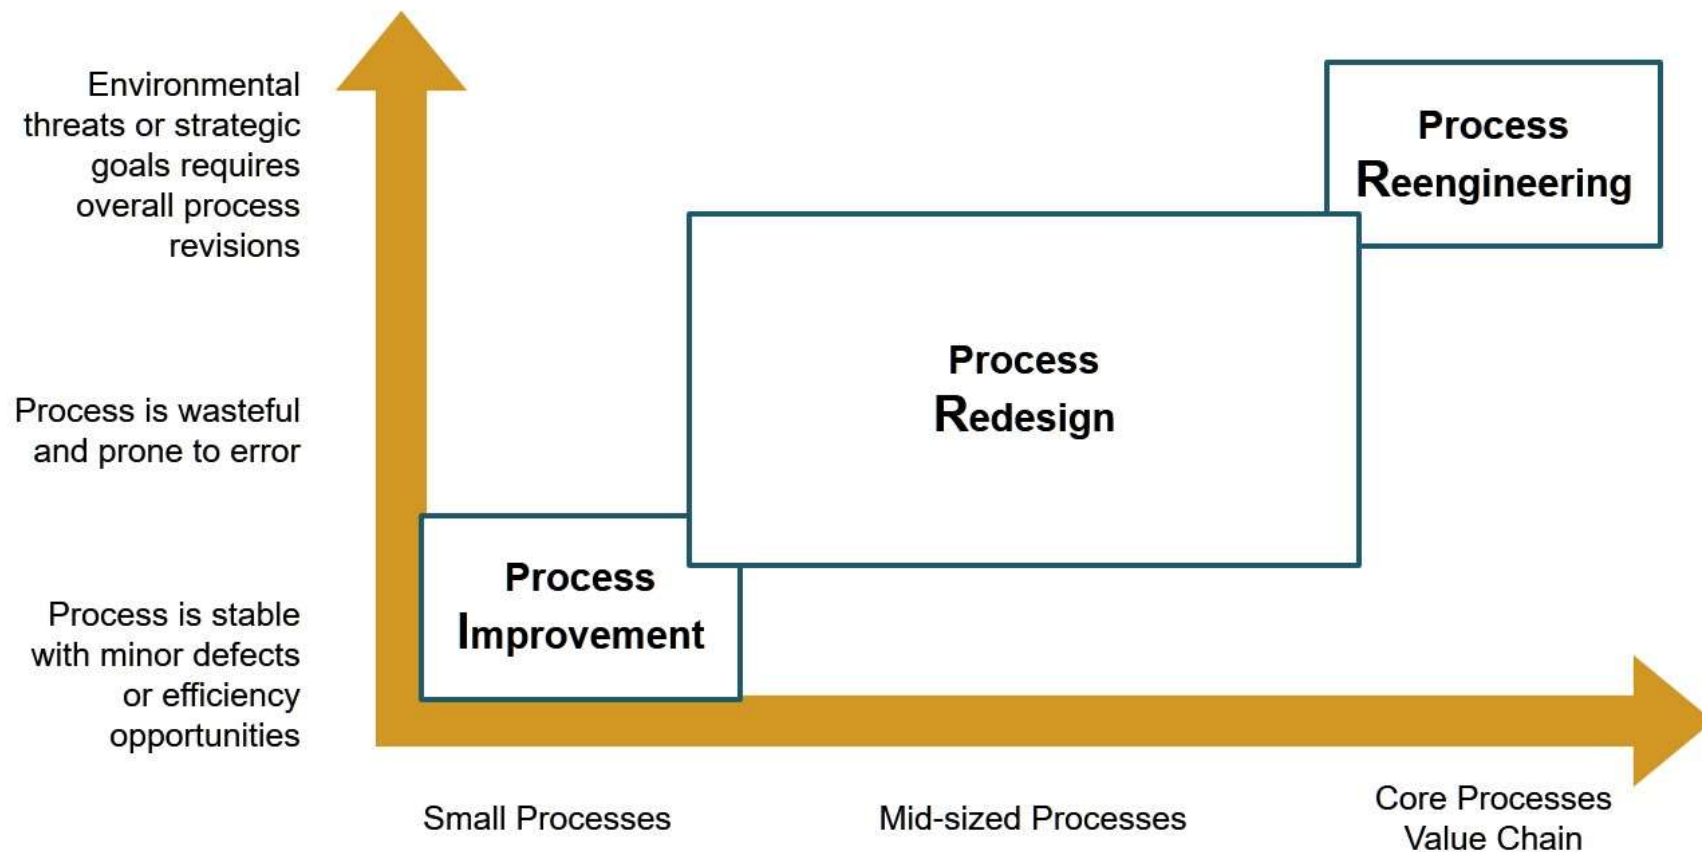 Environmental
threats or strategic
goals requires
overall process
revisions
Process is wasteful
and prone to error
Process is stable
with minor defects
or efficiency
opportunities
Process
Reengineering
Process
Redesign
Process
Improvement
Small Processes
Mid-sized Processes
Core Processes
Value Chain